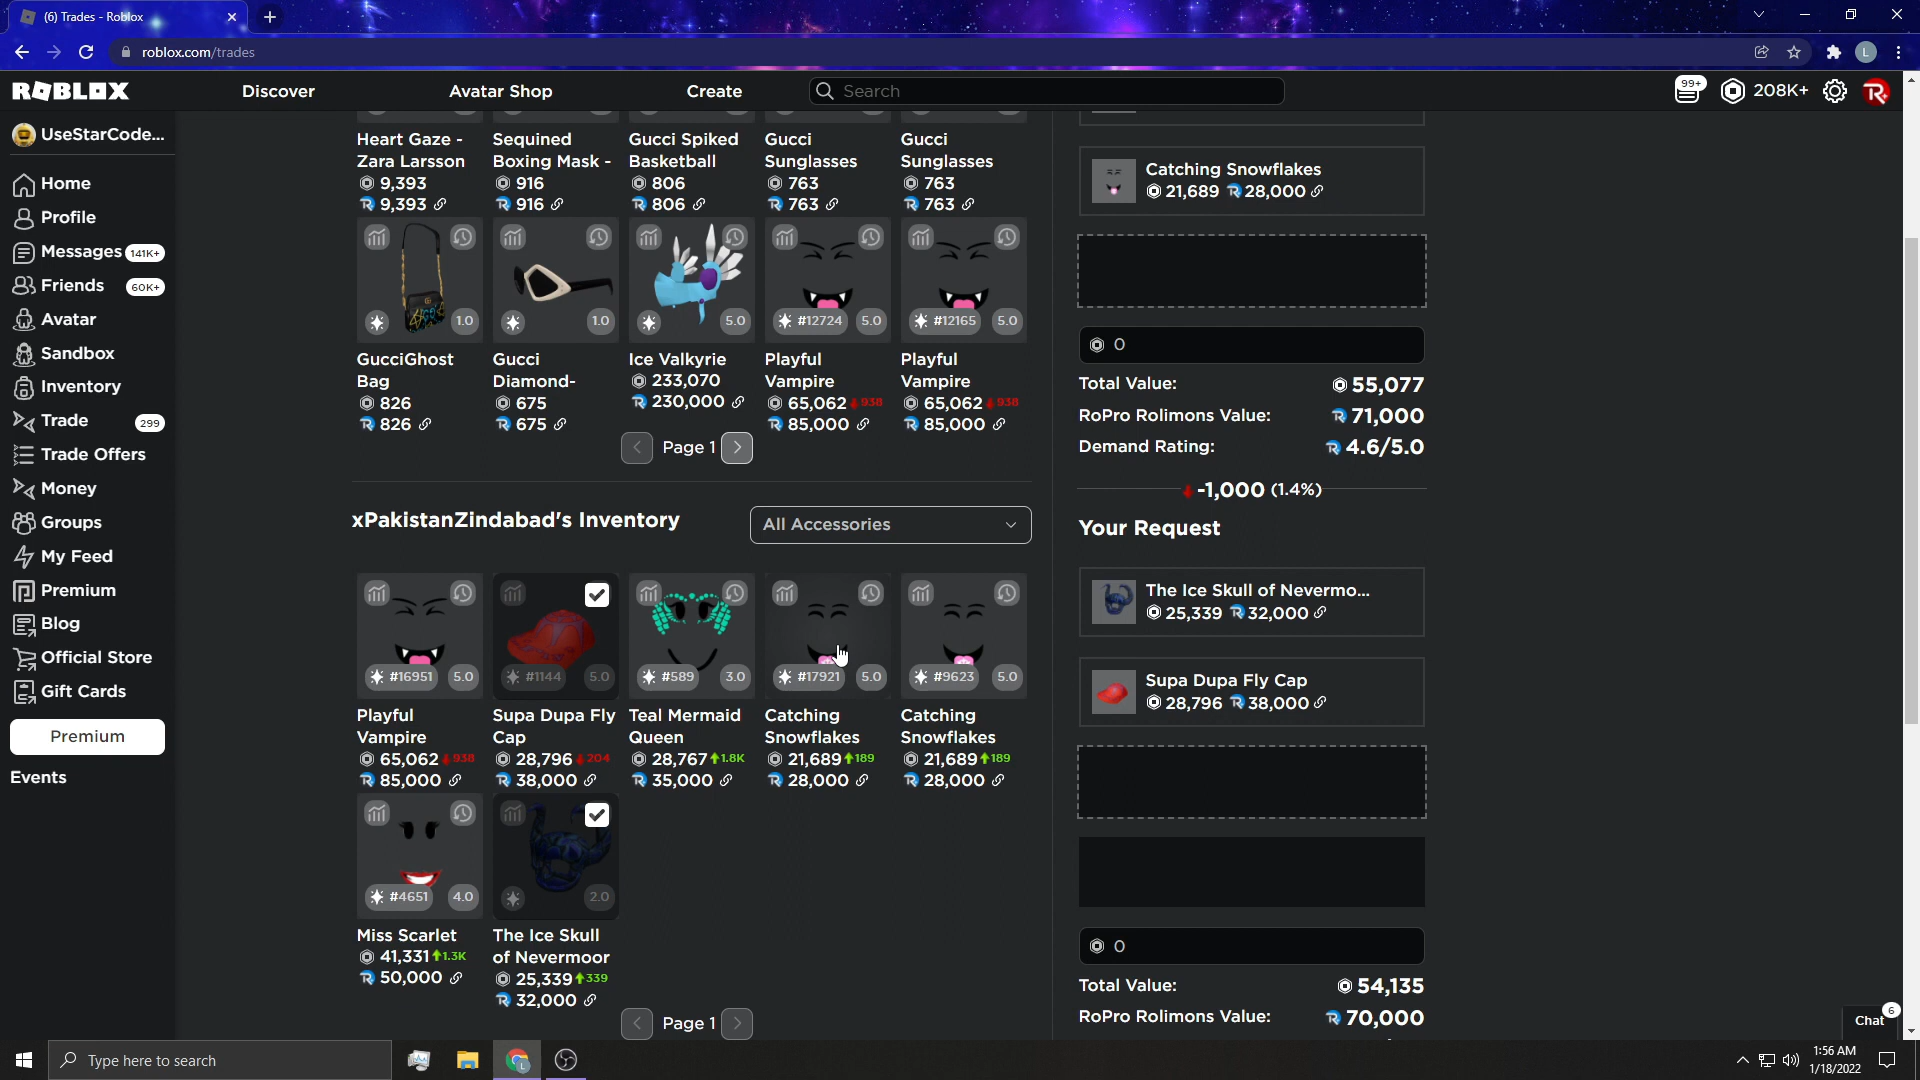 (6) Trades - Roblox
roblox.com/trades
ROBLOX
Discover
Avatar Shop
Create
Search
99+
208K+
UseStarCode...
Home
Profile
Messages 141K+
Friends 60K+
Avatar
Sandbox
Inventory
Trade 299
Trade Offers
Money
Groups
My Feed
Premium
Blog
Official Store
Gift Cards
Premium
Events
Heart Gaze -
Zara Larsson
9,393
9,393
Sequined
Boxing Mask -
916
916
Gucci Spiked
Basketball
806
806
Gucci
Sunglasses
763
763
Gucci
Sunglasses
763
763
1.0
GucciGhost
Bag
826
826
1.0
Gucci
Diamond-
675
675
5.0
Ice Valkyrie
233,070
230,000
#12724 5.0
Playful
Vampire
65,062 938
85,000
#12165 5.0
Playful
Vampire
65,062 938
85,000
Page 1
xPakistanZindabad's Inventory
All Accessories
#16951 5.0
Playful
Vampire
65,062 938
85,000
#1144 5.0
Supa Dupa Fly
Cap
28,796 204
38,000
#589 3.0
Teal Mermaid
Queen
28,767 1.8K
35,000
#17921 5.0
Catching
Snowflakes
21,689 189
28,000
#9623 5.0
Catching
Snowflakes
21,689 189
28,000
#4651 4.0
Miss Scarlet
41,331 1.3K
50,000
2.0
The Ice Skull
of Nevermoor
25,339 339
32,000
Page 1
Catching Snowflakes
21,689 28,000
0
Total Value: 55,077
RoPro Rolimons Value: 71,000
Demand Rating: 4.6/5.0
-1,000 (1.4%)
Your Request
The Ice Skull of Nevermo...
25,339 32,000
Supa Dupa Fly Cap
28,796 38,000
0
Total Value: 54,135
RoPro Rolimons Value: 70,000
Chat 6
Type here to search
1:56 AM
1/18/2022
L